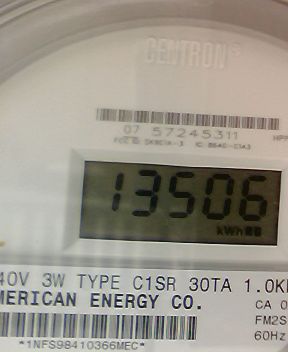 CENTRON®
07 57245311
13506
kWh
40V 3W TYPE C1SR 30TA 1.0K
MERICAN ENERGY CO.
CA 0
FM2S
60Hz
*1NFS98410366MEC*